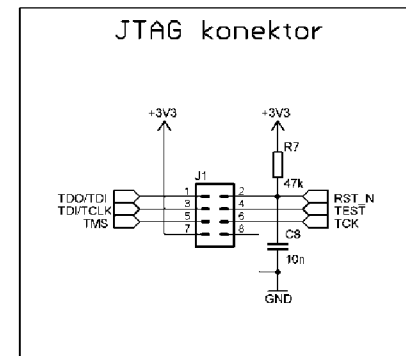 JTAG konektor
+3V3 +3V3
R7
47k
J1
TDO/TDI 1 2 RST_N
TDI/TCLK 3 4 TEST
TMS 5 6 TCK
7 8
C8
10n
GND